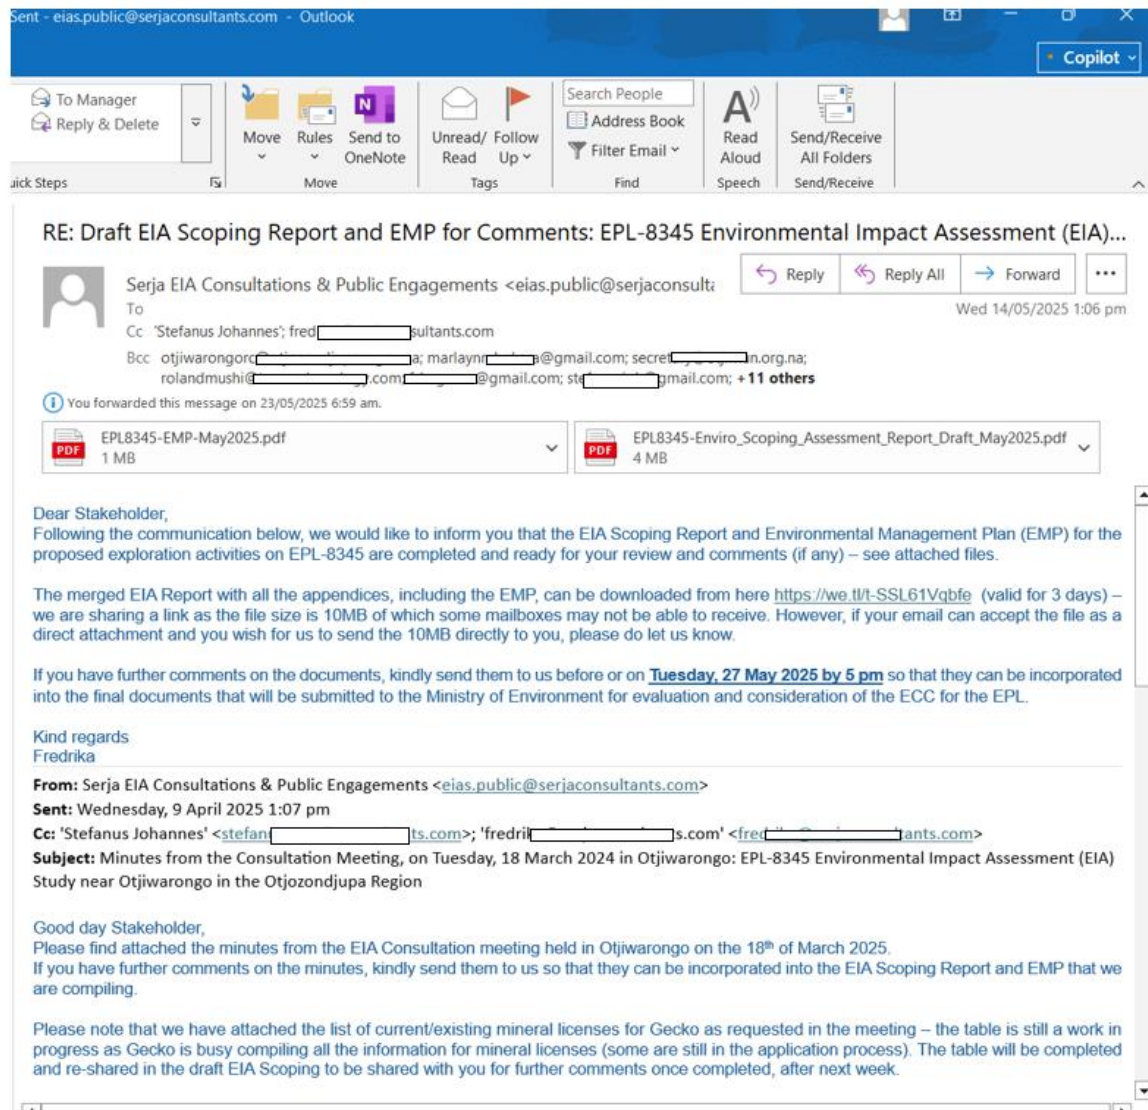 Sent - eias.public@serjaconsultants.com - Outlook
Copilot
To Manager
Reply & Delete
Move
Rules
Send to OneNote
Unread/ Read
Follow Up
Search People
Address Book
Filter Email
Read Aloud
Send/Receive All Folders
uick Steps
Move
Tags
Find
Speech
Send/Receive
RE: Draft EIA Scoping Report and EMP for Comments: EPL-8345 Environmental Impact Assessment (EIA)...
Serja EIA Consultations & Public Engagements <eias.public@serjaconsulta
Reply
Reply All
Forward
To
Wed 14/05/2025 1:06 pm
Cc 'Stefanus Johannes'; fred sultants.com
Bcc otjiwarongorc a; marlaynr a@gmail.com; secret n.org.na;
rolandmushi@ .com; @gmail.com; ste gmail.com; +11 others
You forwarded this message on 23/05/2025 6:59 am.
EPL8345-EMP-May2025.pdf
1 MB
EPL8345-Enviro_Scoping_Assessment_Report_Draft_May2025.pdf
4 MB
Dear Stakeholder,
Following the communication below, we would like to inform you that the EIA Scoping Report and Environmental Management Plan (EMP) for the
proposed exploration activities on EPL-8345 are completed and ready for your review and comments (if any) – see attached files.
The merged EIA Report with all the appendices, including the EMP, can be downloaded from here https://we.tl/t-SSL61Vqbfe (valid for 3 days) –
we are sharing a link as the file size is 10MB of which some mailboxes may not be able to receive. However, if your email can accept the file as a
direct attachment and you wish for us to send the 10MB directly to you, please do let us know.
If you have further comments on the documents, kindly send them to us before or on Tuesday, 27 May 2025 by 5 pm so that they can be incorporated
into the final documents that will be submitted to the Ministry of Environment for evaluation and consideration of the ECC for the EPL.
Kind regards
Fredrika
From: Serja EIA Consultations & Public Engagements <eias.public@serjaconsultants.com>
Sent: Wednesday, 9 April 2025 1:07 pm
Cc: 'Stefanus Johannes' <stefan ts.com>; 'fredrik s.com' <fred tants.com>
Subject: Minutes from the Consultation Meeting, on Tuesday, 18 March 2024 in Otjiwarongo: EPL-8345 Environmental Impact Assessment (EIA)
Study near Otjiwarongo in the Otjozondjupa Region
Good day Stakeholder,
Please find attached the minutes from the EIA Consultation meeting held in Otjiwarongo on the 18th of March 2025.
If you have further comments on the minutes, kindly send them to us so that they can be incorporated into the EIA Scoping Report and EMP that we
are compiling.
Please note that we have attached the list of current/existing mineral licenses for Gecko as requested in the meeting – the table is still a work in
progress as Gecko is busy compiling all the information for mineral licenses (some are still in the application process). The table will be completed
and re-shared in the draft EIA Scoping to be shared with you for further comments once completed, after next week.